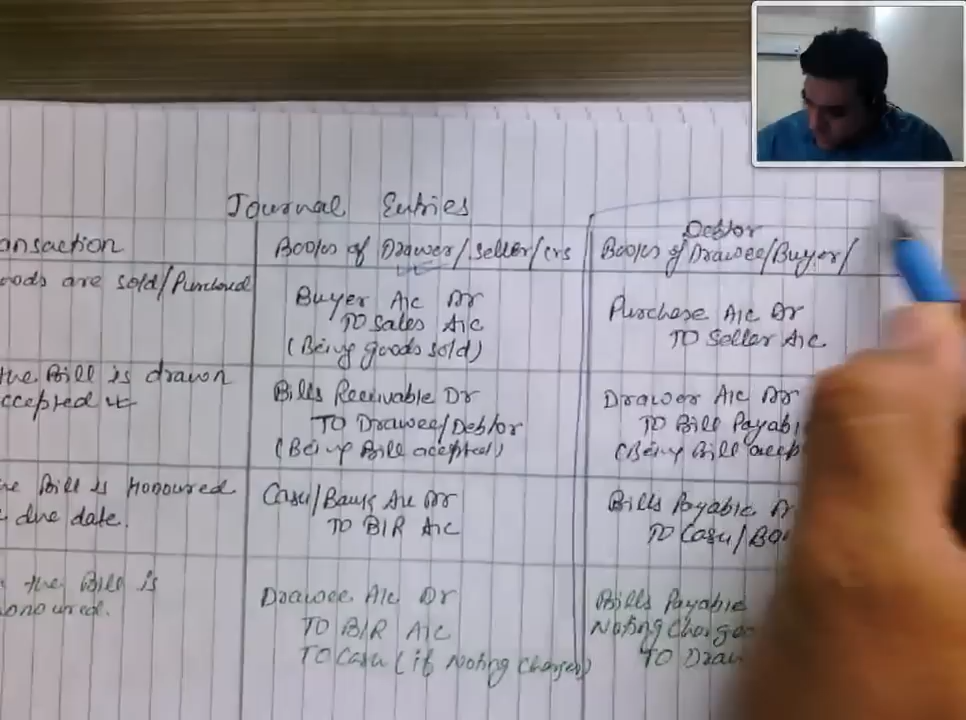 Journal Entries
ansaction
Books of Drawer/Seller/crs
Debtor
Books of Drawee/Buyer/
oods are sold/Purchased
Buyer A/c Dr
TO Sales A/c
(Being goods sold)
Purchase A/c Dr
TO Seller A/c
the Bill is drawn
ccepted it
Bills Receivable Dr
TO Drawee/Debtor
(Being Bill accepted)
Drawer A/c Dr
TO Bill Payabl
(Being Bill accep
he Bill is Honoured
due date.
Cash/Bank A/c Dr
TO B/R A/c
Bills Payable D
TO Cash/Ba
the Bill is
onoured.
Drawee A/c Dr
TO B/R A/c
TO Cash (if Noting Charges)
Bills Payable
Noting Charges
TO Draw